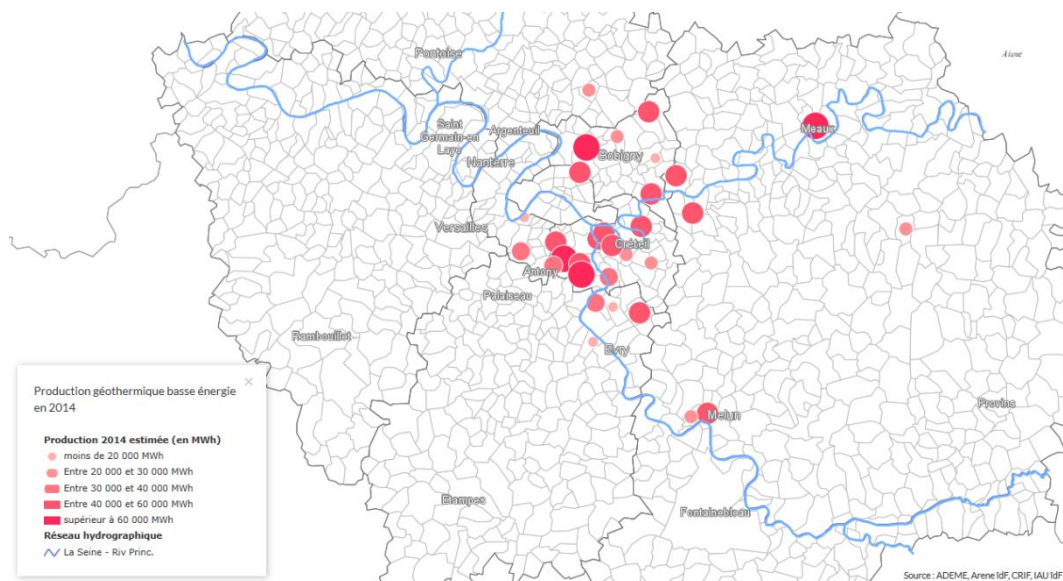 Pontoise
Aisne
Saint
Germain-en
Laye
Argenteuil
Meaux
Nanterre
Bobigny
Versailles
Créteil
Antony
Palaiseau
Rambouillet
Evry
Provins
Melun
Etampes
Fontainebleau
×
Production géothermique basse énergie
en 2014
Production 2014 estimée (en MWh)
moins de 20 000 MWh
Entre 20 000 et 30 000 MWh
Entre 30 000 et 40 000 MWh
Entre 40 000 et 60 000 MWh
supérieur à 60 000 MWh
Réseau hydrographique
La Seine - Riv Princ.
Source : ADEME, Arene IdF, CRIF, IAU IdF